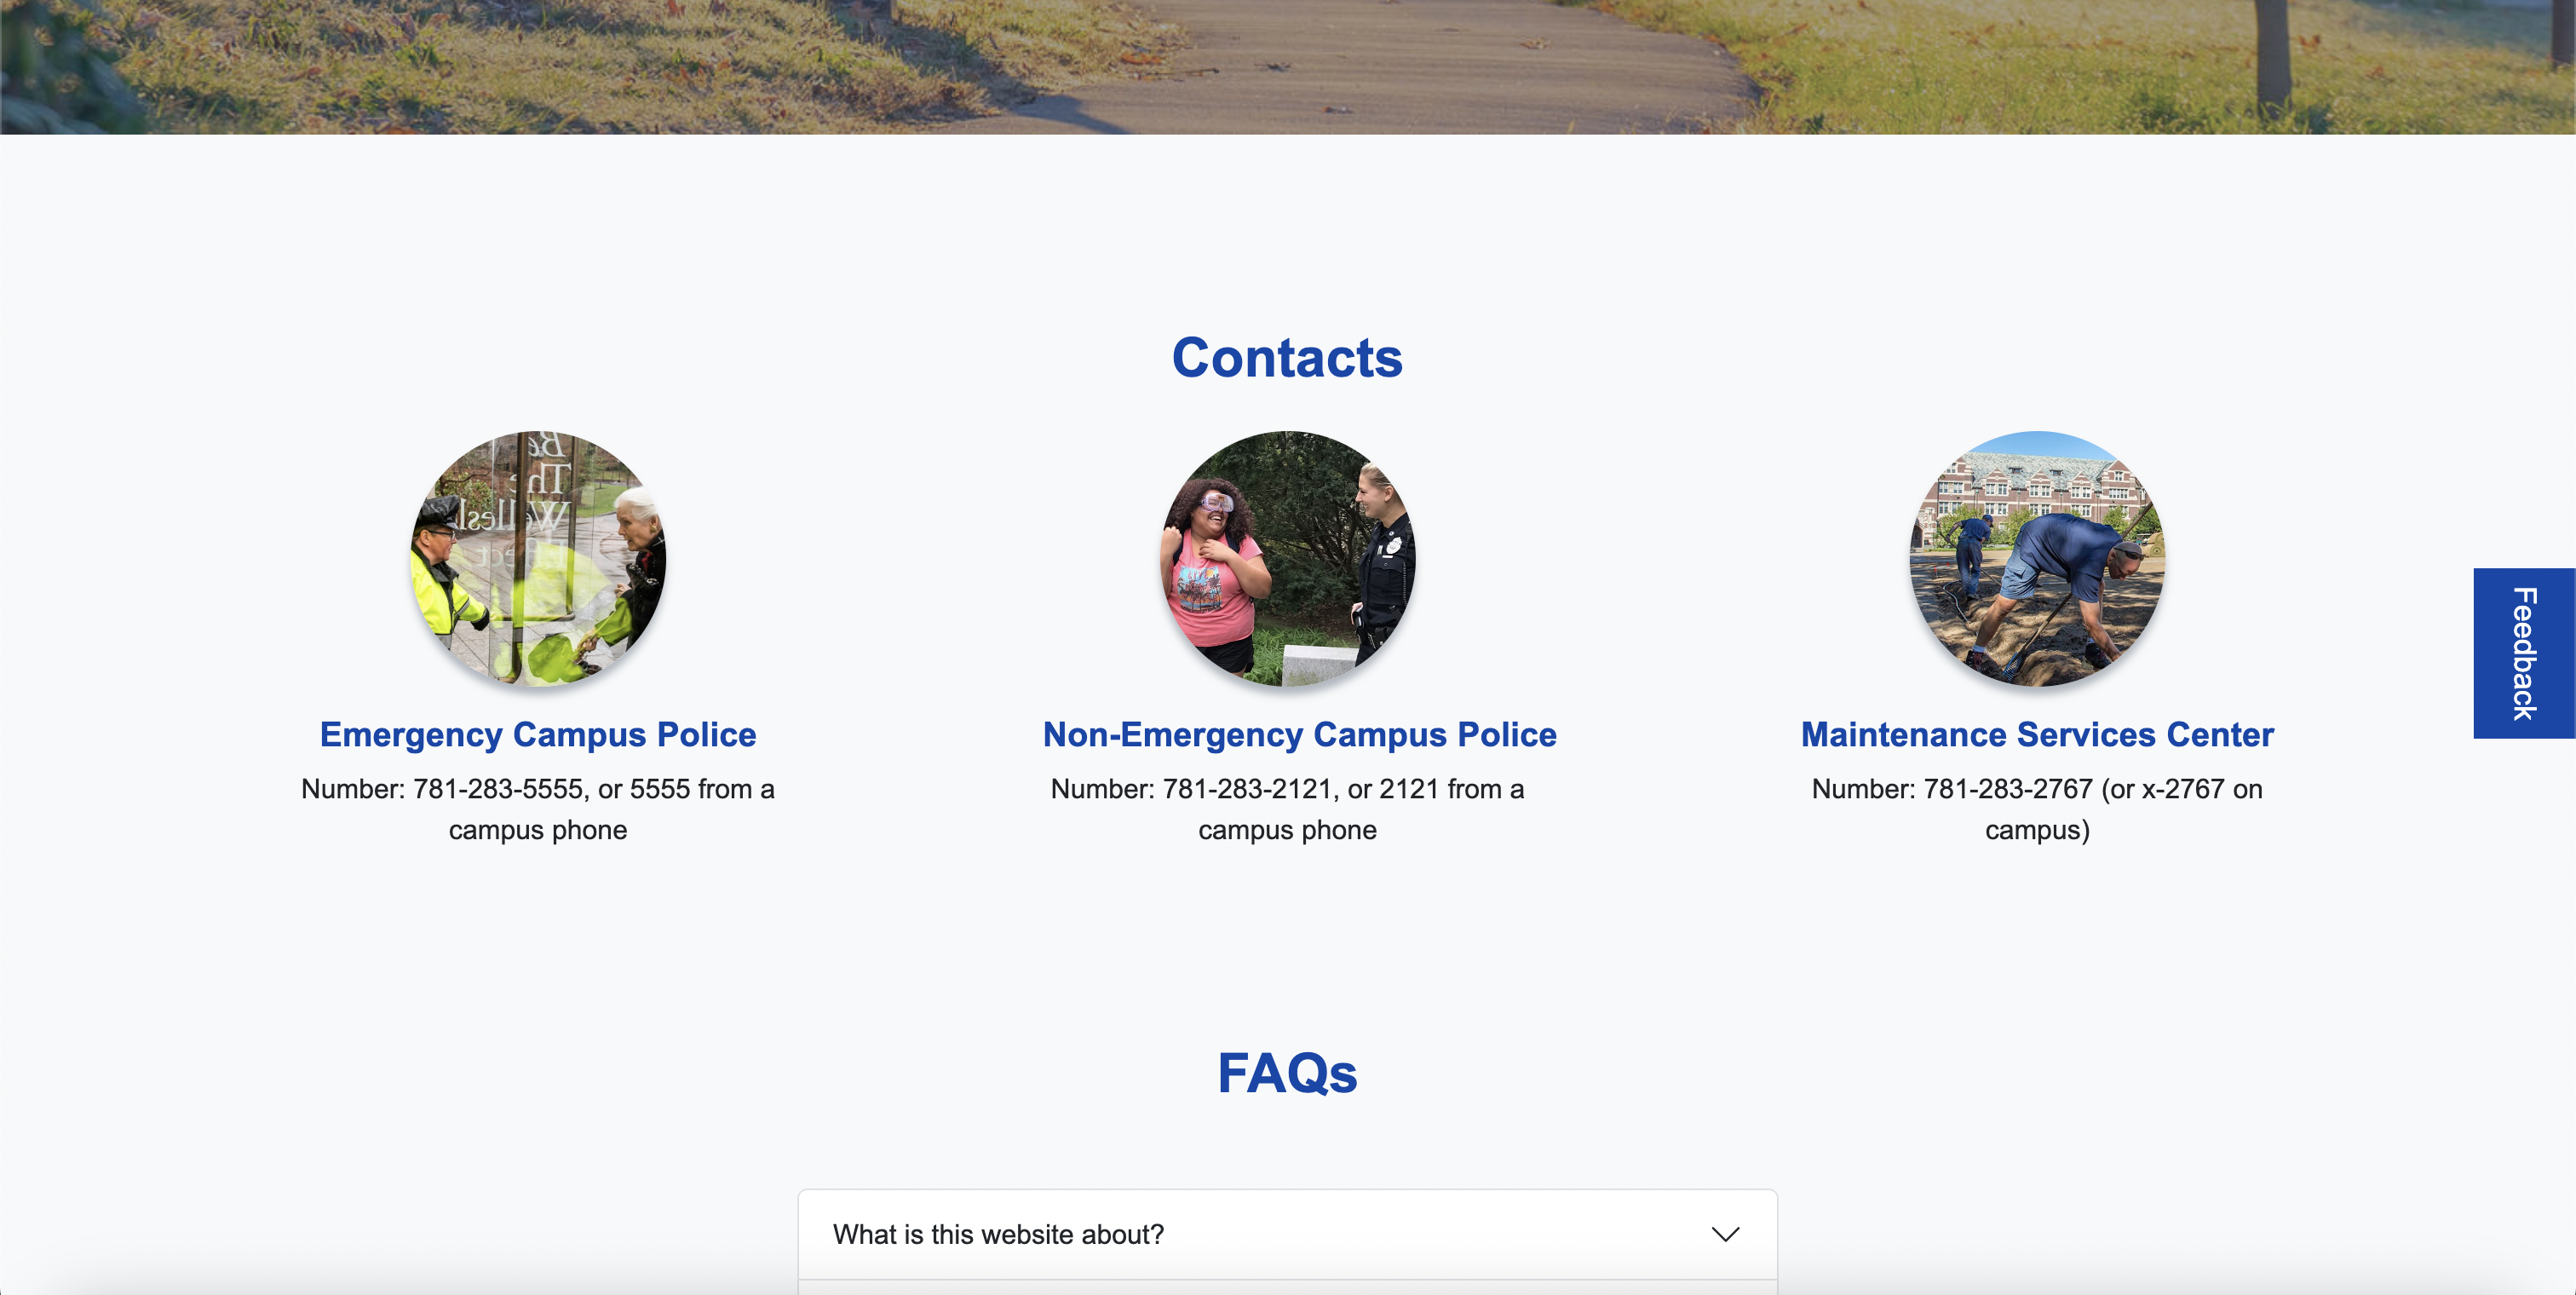 Contacts
Be
The
Emergency Campus Police
Number: 781-283-5555, or 5555 from a
campus phone
Non-Emergency Campus Police
Number: 781-283-2121, or 2121 from a
campus phone
Maintenance Services Center
Number: 781-283-2767 (or x-2767 on
campus)
Feedback
FAQs
What is this website about?